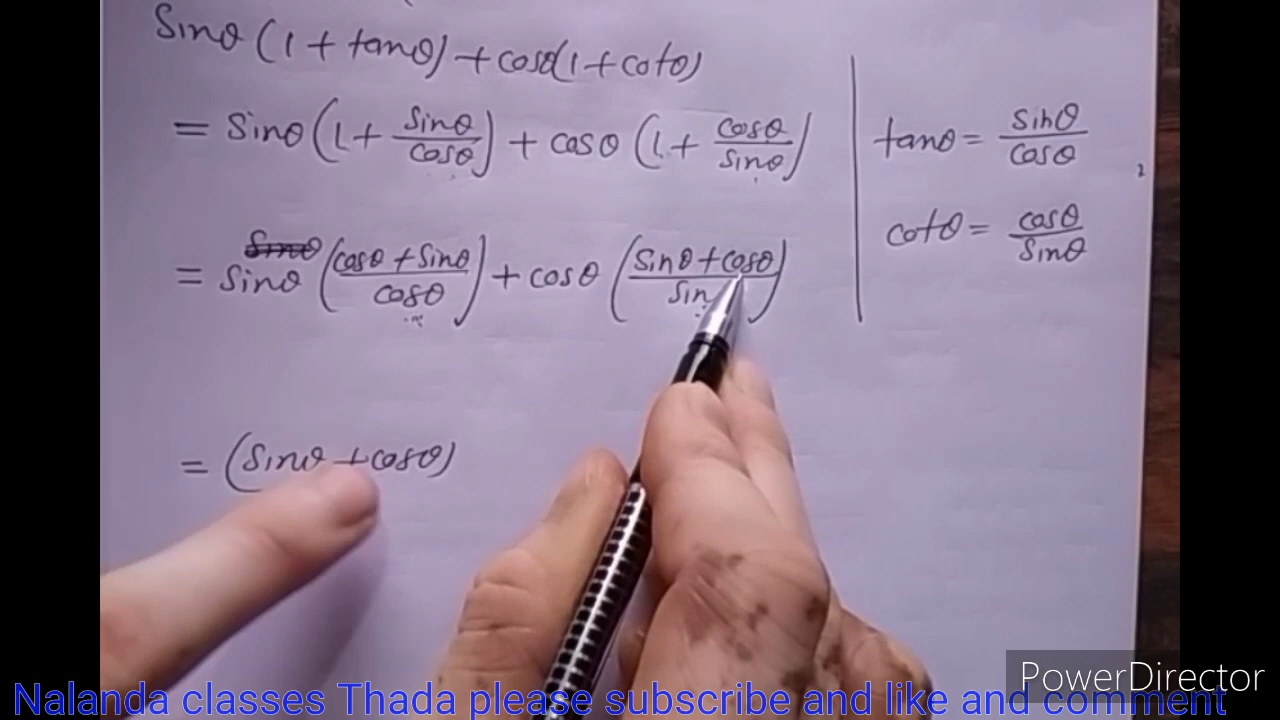 Sinθ (1 + tanθ) + cosθ(1 + cotθ)
= Sinθ (1 + Sinθ/cosθ) + cosθ (1 + cosθ/Sinθ)
= Sinθ ((cosθ + Sinθ)/cosθ) + cosθ ((Sinθ + cosθ)/Sin
= (Sinθ + cosθ)
tanθ = Sinθ/cosθ
cotθ = cosθ/Sinθ
PowerDirector
Nalanda classes Thada please subscribe and like and comment